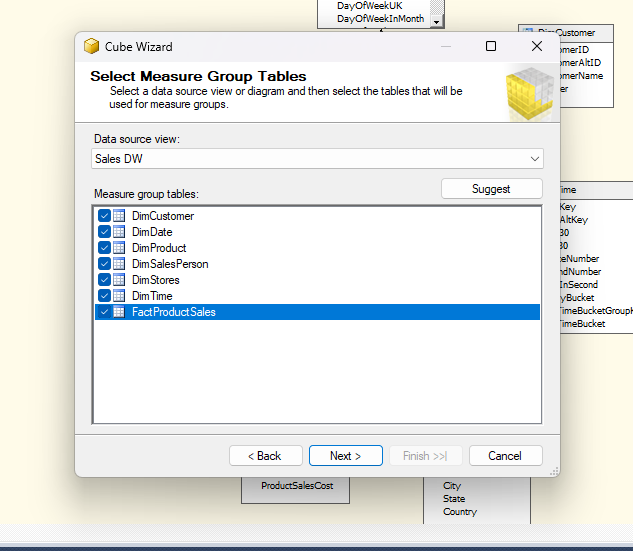 DayOfWeekUK
DayOfWeekInMonth
DimCustomer
omerID
omerAltID
omerName
er
Cube Wizard
Select Measure Group Tables
Select a data source view or diagram and then select the tables that will be
used for measure groups.
Data source view:
Sales DW
Measure group tables:
Suggest
DimCustomer
DimDate
DimProduct
DimSalesPerson
DimStores
DimTime
FactProductSales
ime
Key
AltKey
30
30
teNumber
ndNumber
InSecond
yBucket
TimeBucketGroupK
TimeBucket
< Back
Next >
Finish >>|
Cancel
ProductSalesCost
City
State
Country